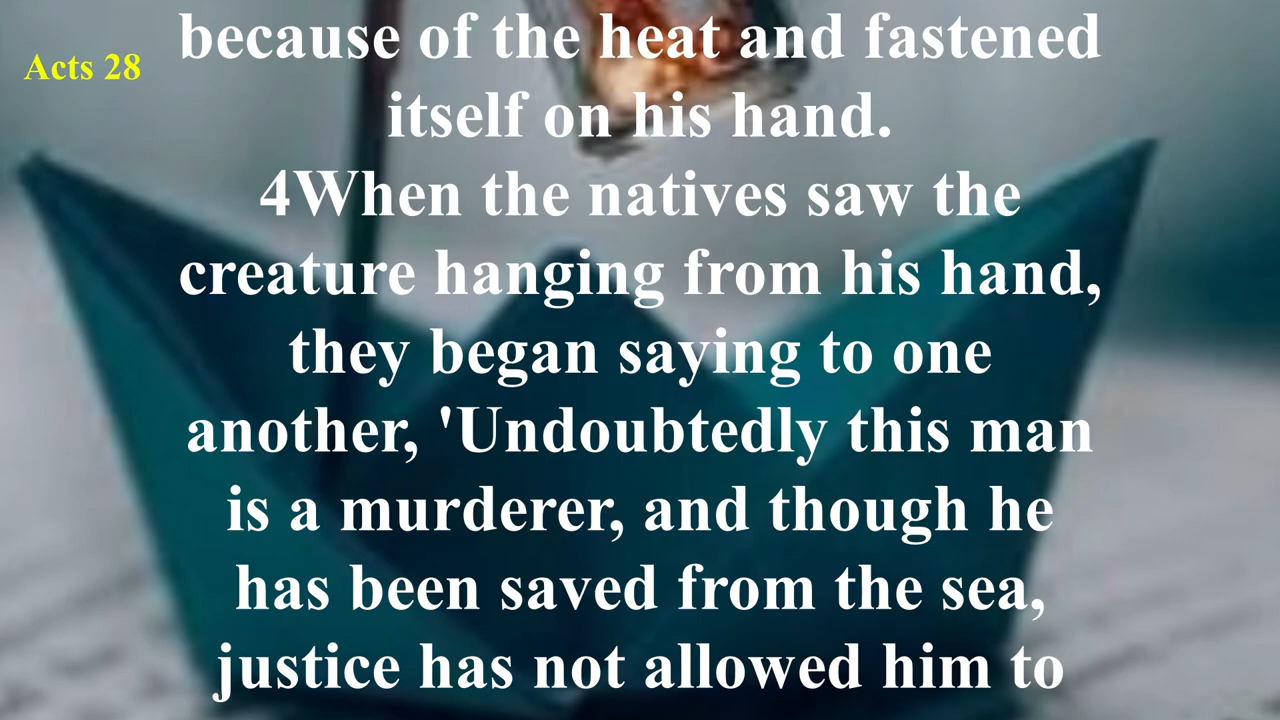 Acts 28
because of the heat and fastened
itself on his hand.
4When the natives saw the
creature hanging from his hand,
they began saying to one
another, 'Undoubtedly this man
is a murderer, and though he
has been saved from the sea,
justice has not allowed him to